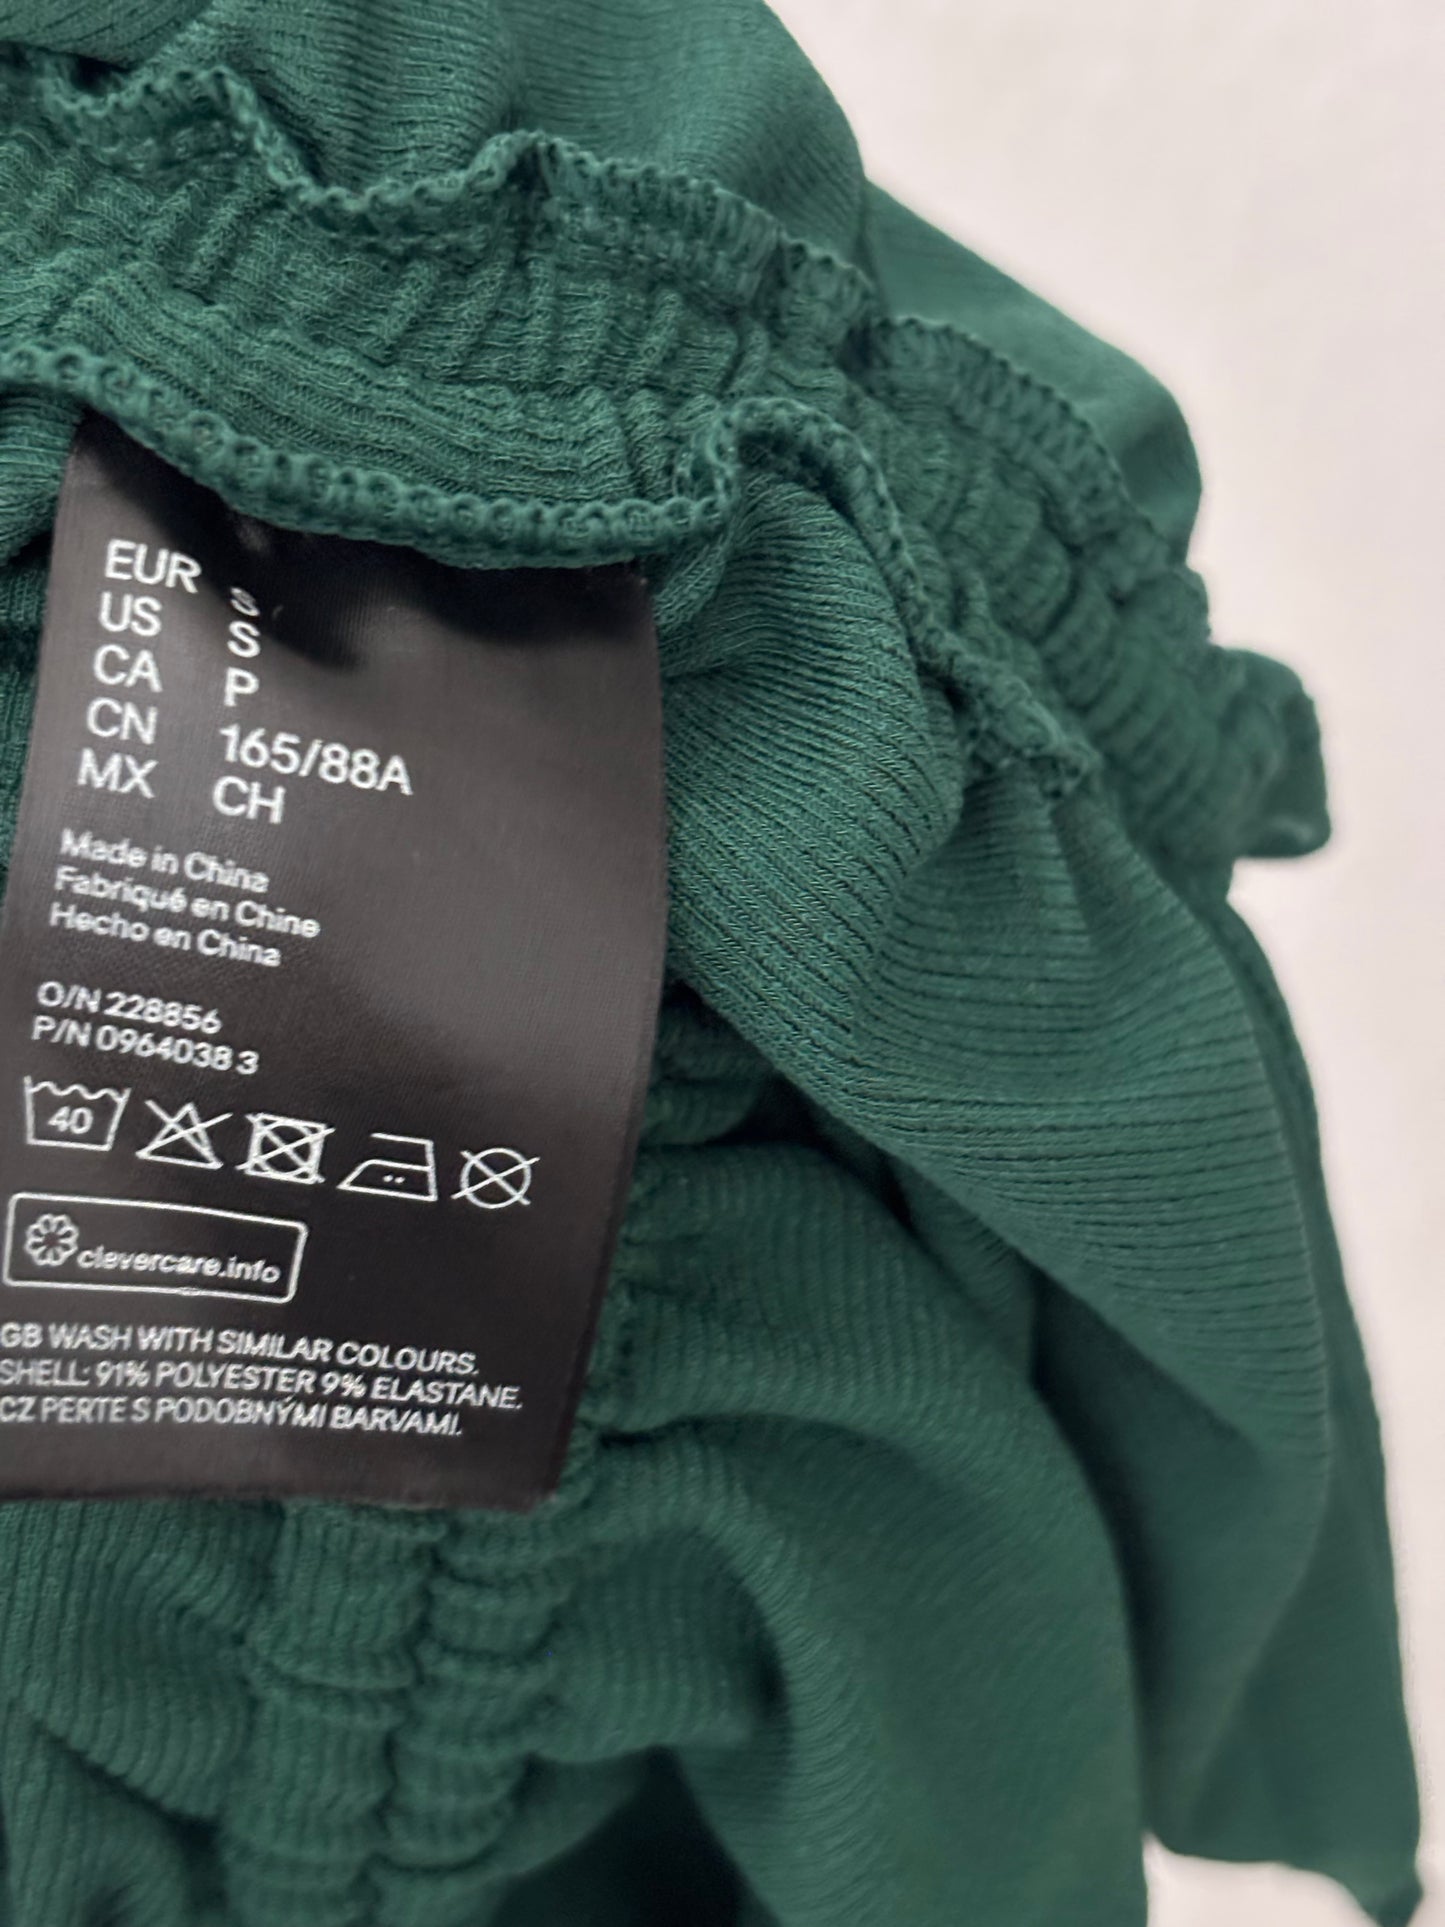 EUR S
US S
CA P
CN 165/88A
MX CH
Made in China
Fabriqué en Chine
Hecho en China
O/N 228856
P/N 0964038 3
40
clevercare.info
GB WASH WITH SIMILAR COLOURS.
SHELL: 91% POLYESTER 9% ELASTANE.
CZ PERTE S PODOBNÝMI BARVAMI.